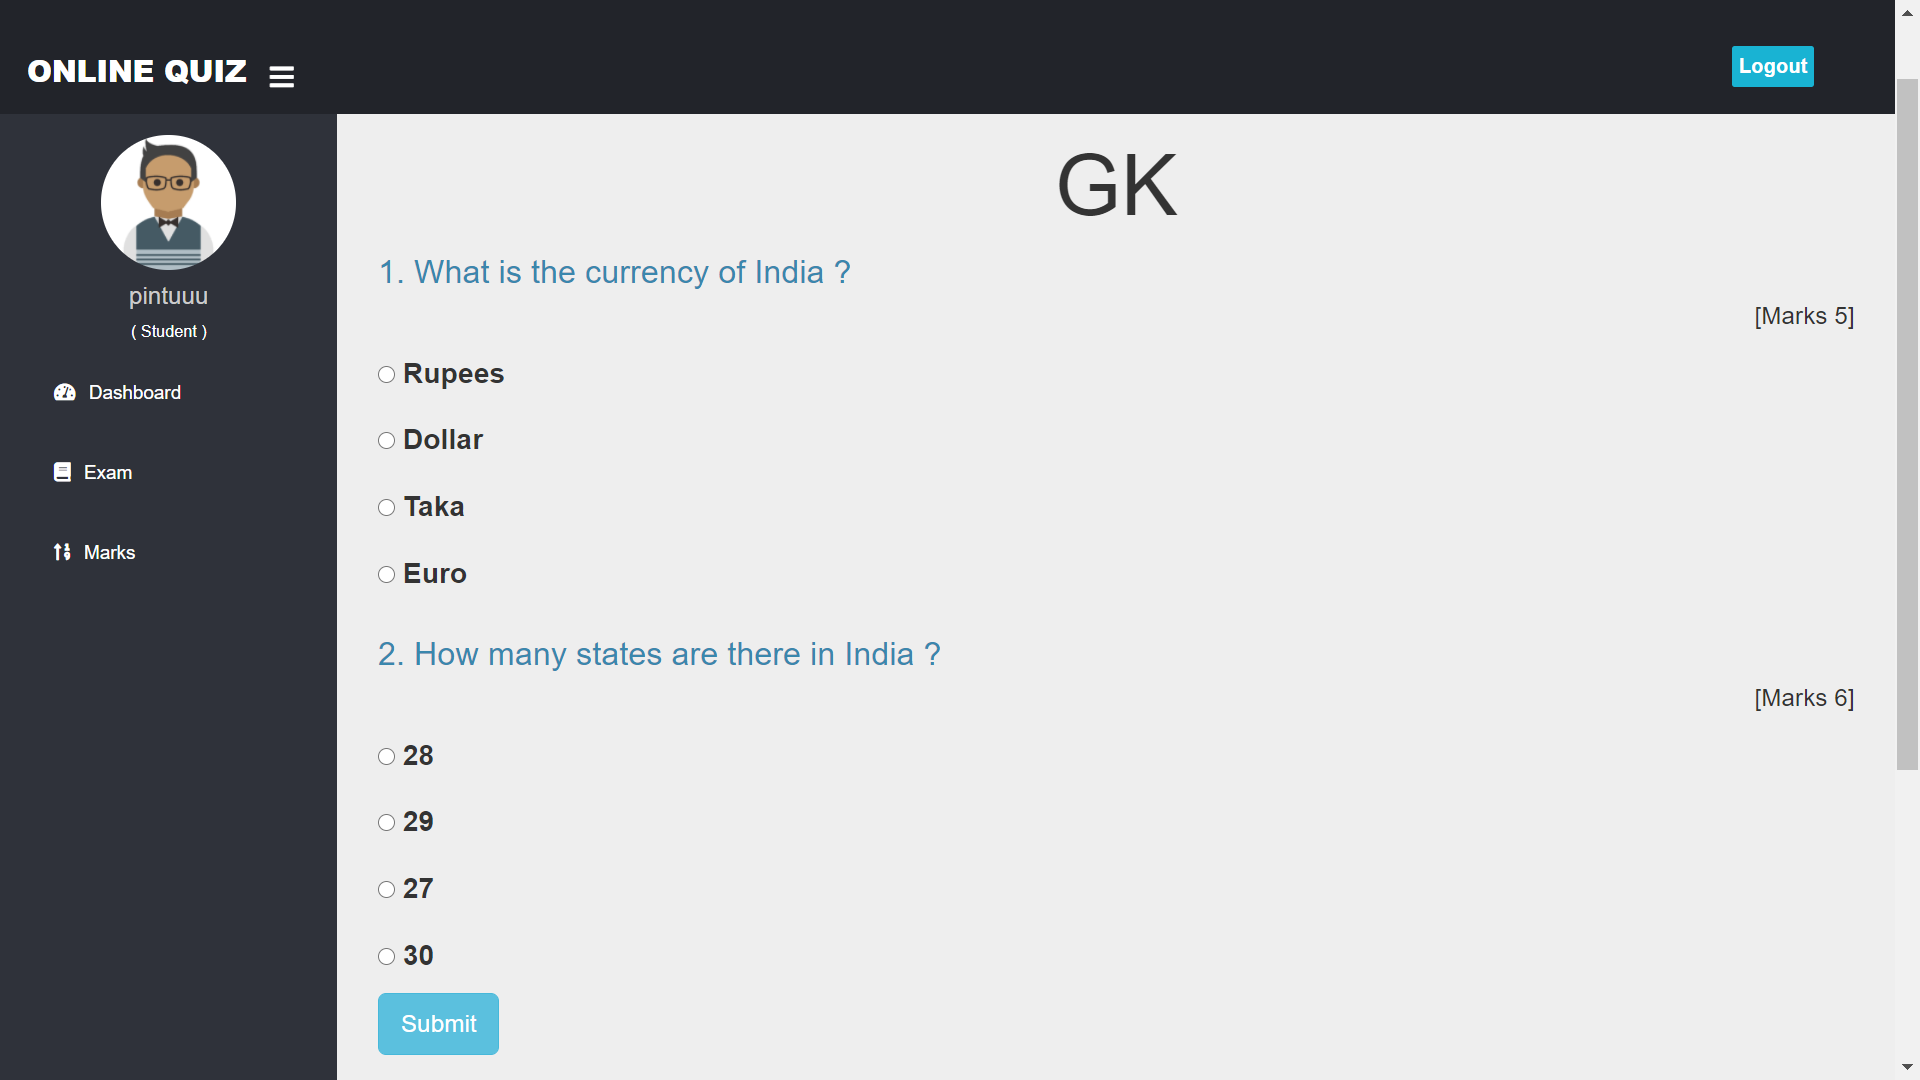 ONLINE QUIZ
Logout
pintuuu
( Student )
Dashboard
Exam
Marks
GK
1. What is the currency of India ?
[Marks 5]
Rupees
Dollar
Taka
Euro
2. How many states are there in India ?
[Marks 6]
28
29
27
30
Submit